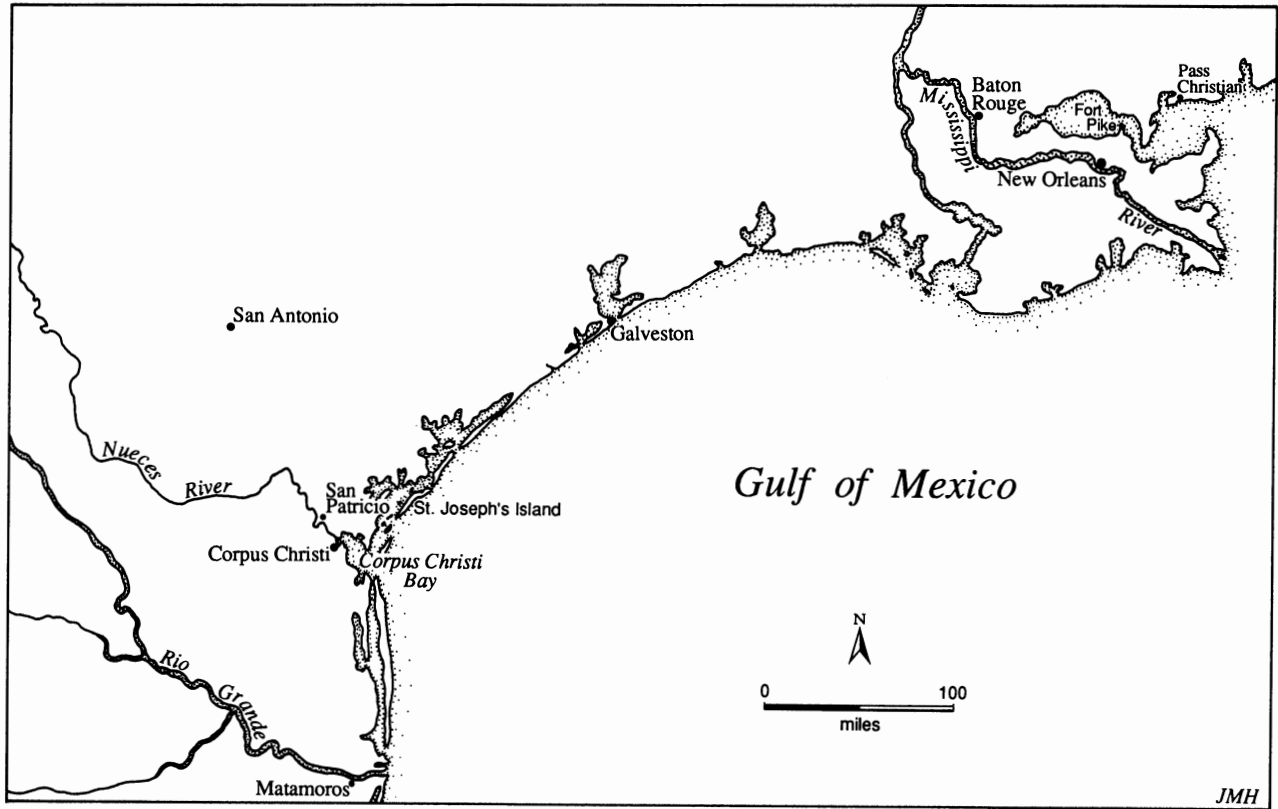 Pass
Christian
Baton
Rouge
Fort
Pike
Mississippi
New Orleans
River
San Antonio
Galveston
Nueces
River
San
Patricio
St. Joseph's Island
Gulf of Mexico
Corpus Christi
Corpus Christi
Bay
N
Rio
Grande
0 100
miles
Matamoros
JMH